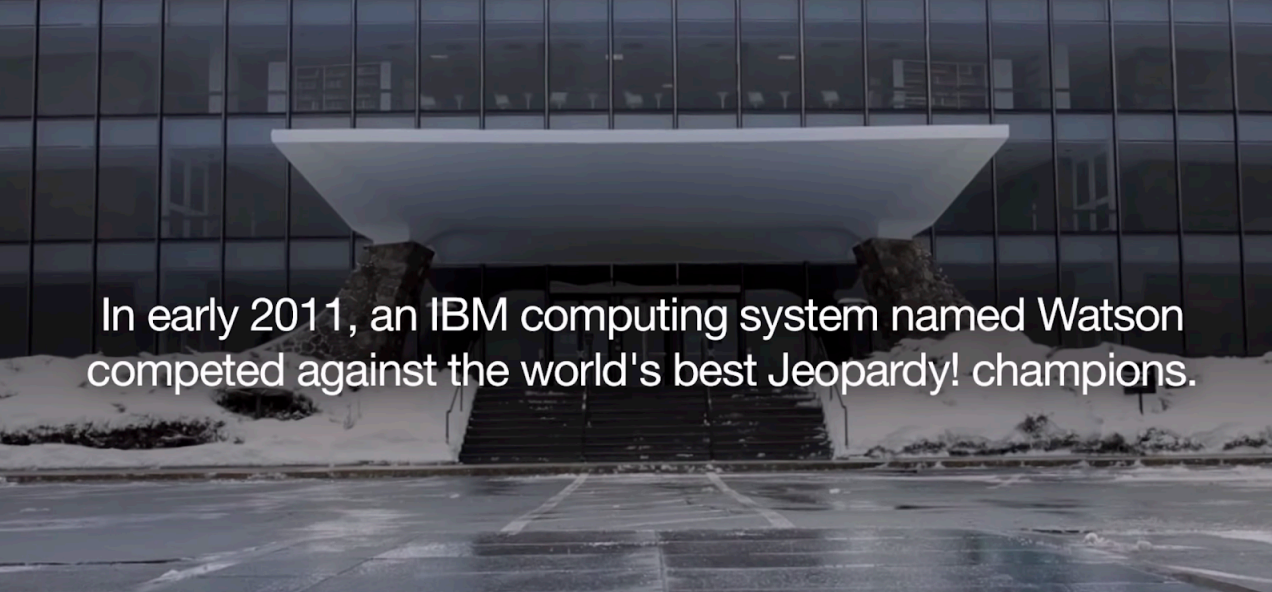 In early 2011, an IBM computing system named Watson
competed against the world's best Jeopardy! champions.